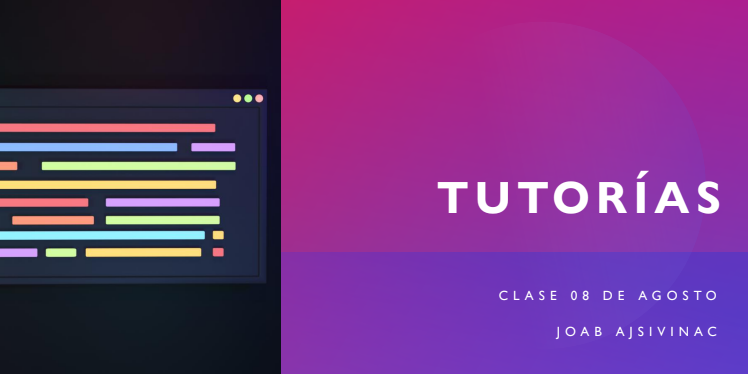 TUTORÍAS
CLASE 08 DE AGOSTO
JOAB AJSIVINAC